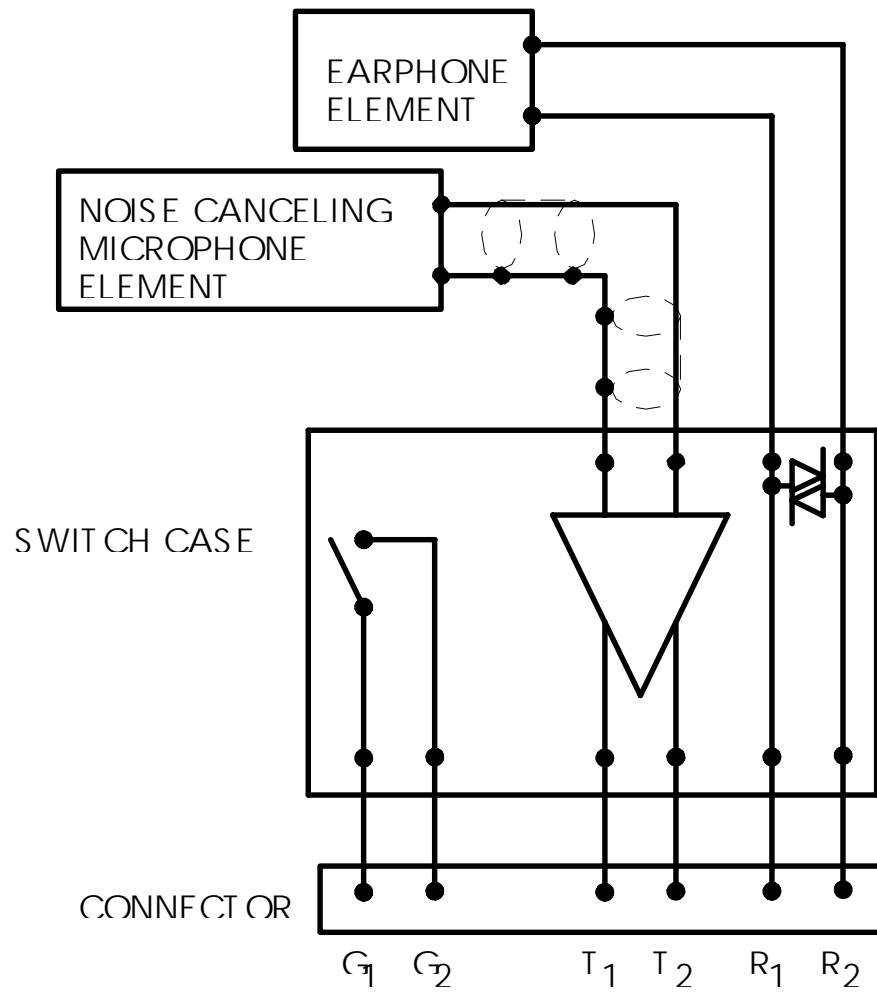 EARPHONE
ELEMENT
NOISE CANCELING
MICROPHONE
ELEMENT
SWITCH CASE
CONNECTOR
G1 G2 T1 T2 R1 R2